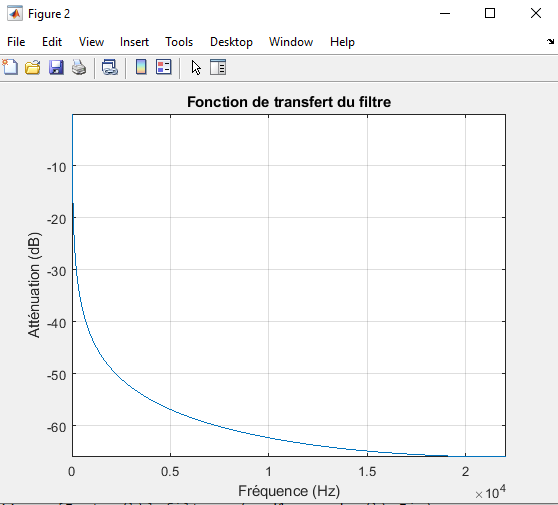 Figure 2
File Edit View Insert Tools Desktop Window Help
Fonction de transfert du filtre
-10
-20
-30
-40
-50
-60
Atténuation (dB)
0 0.5 1 1.5 2
×10^4
Fréquence (Hz)